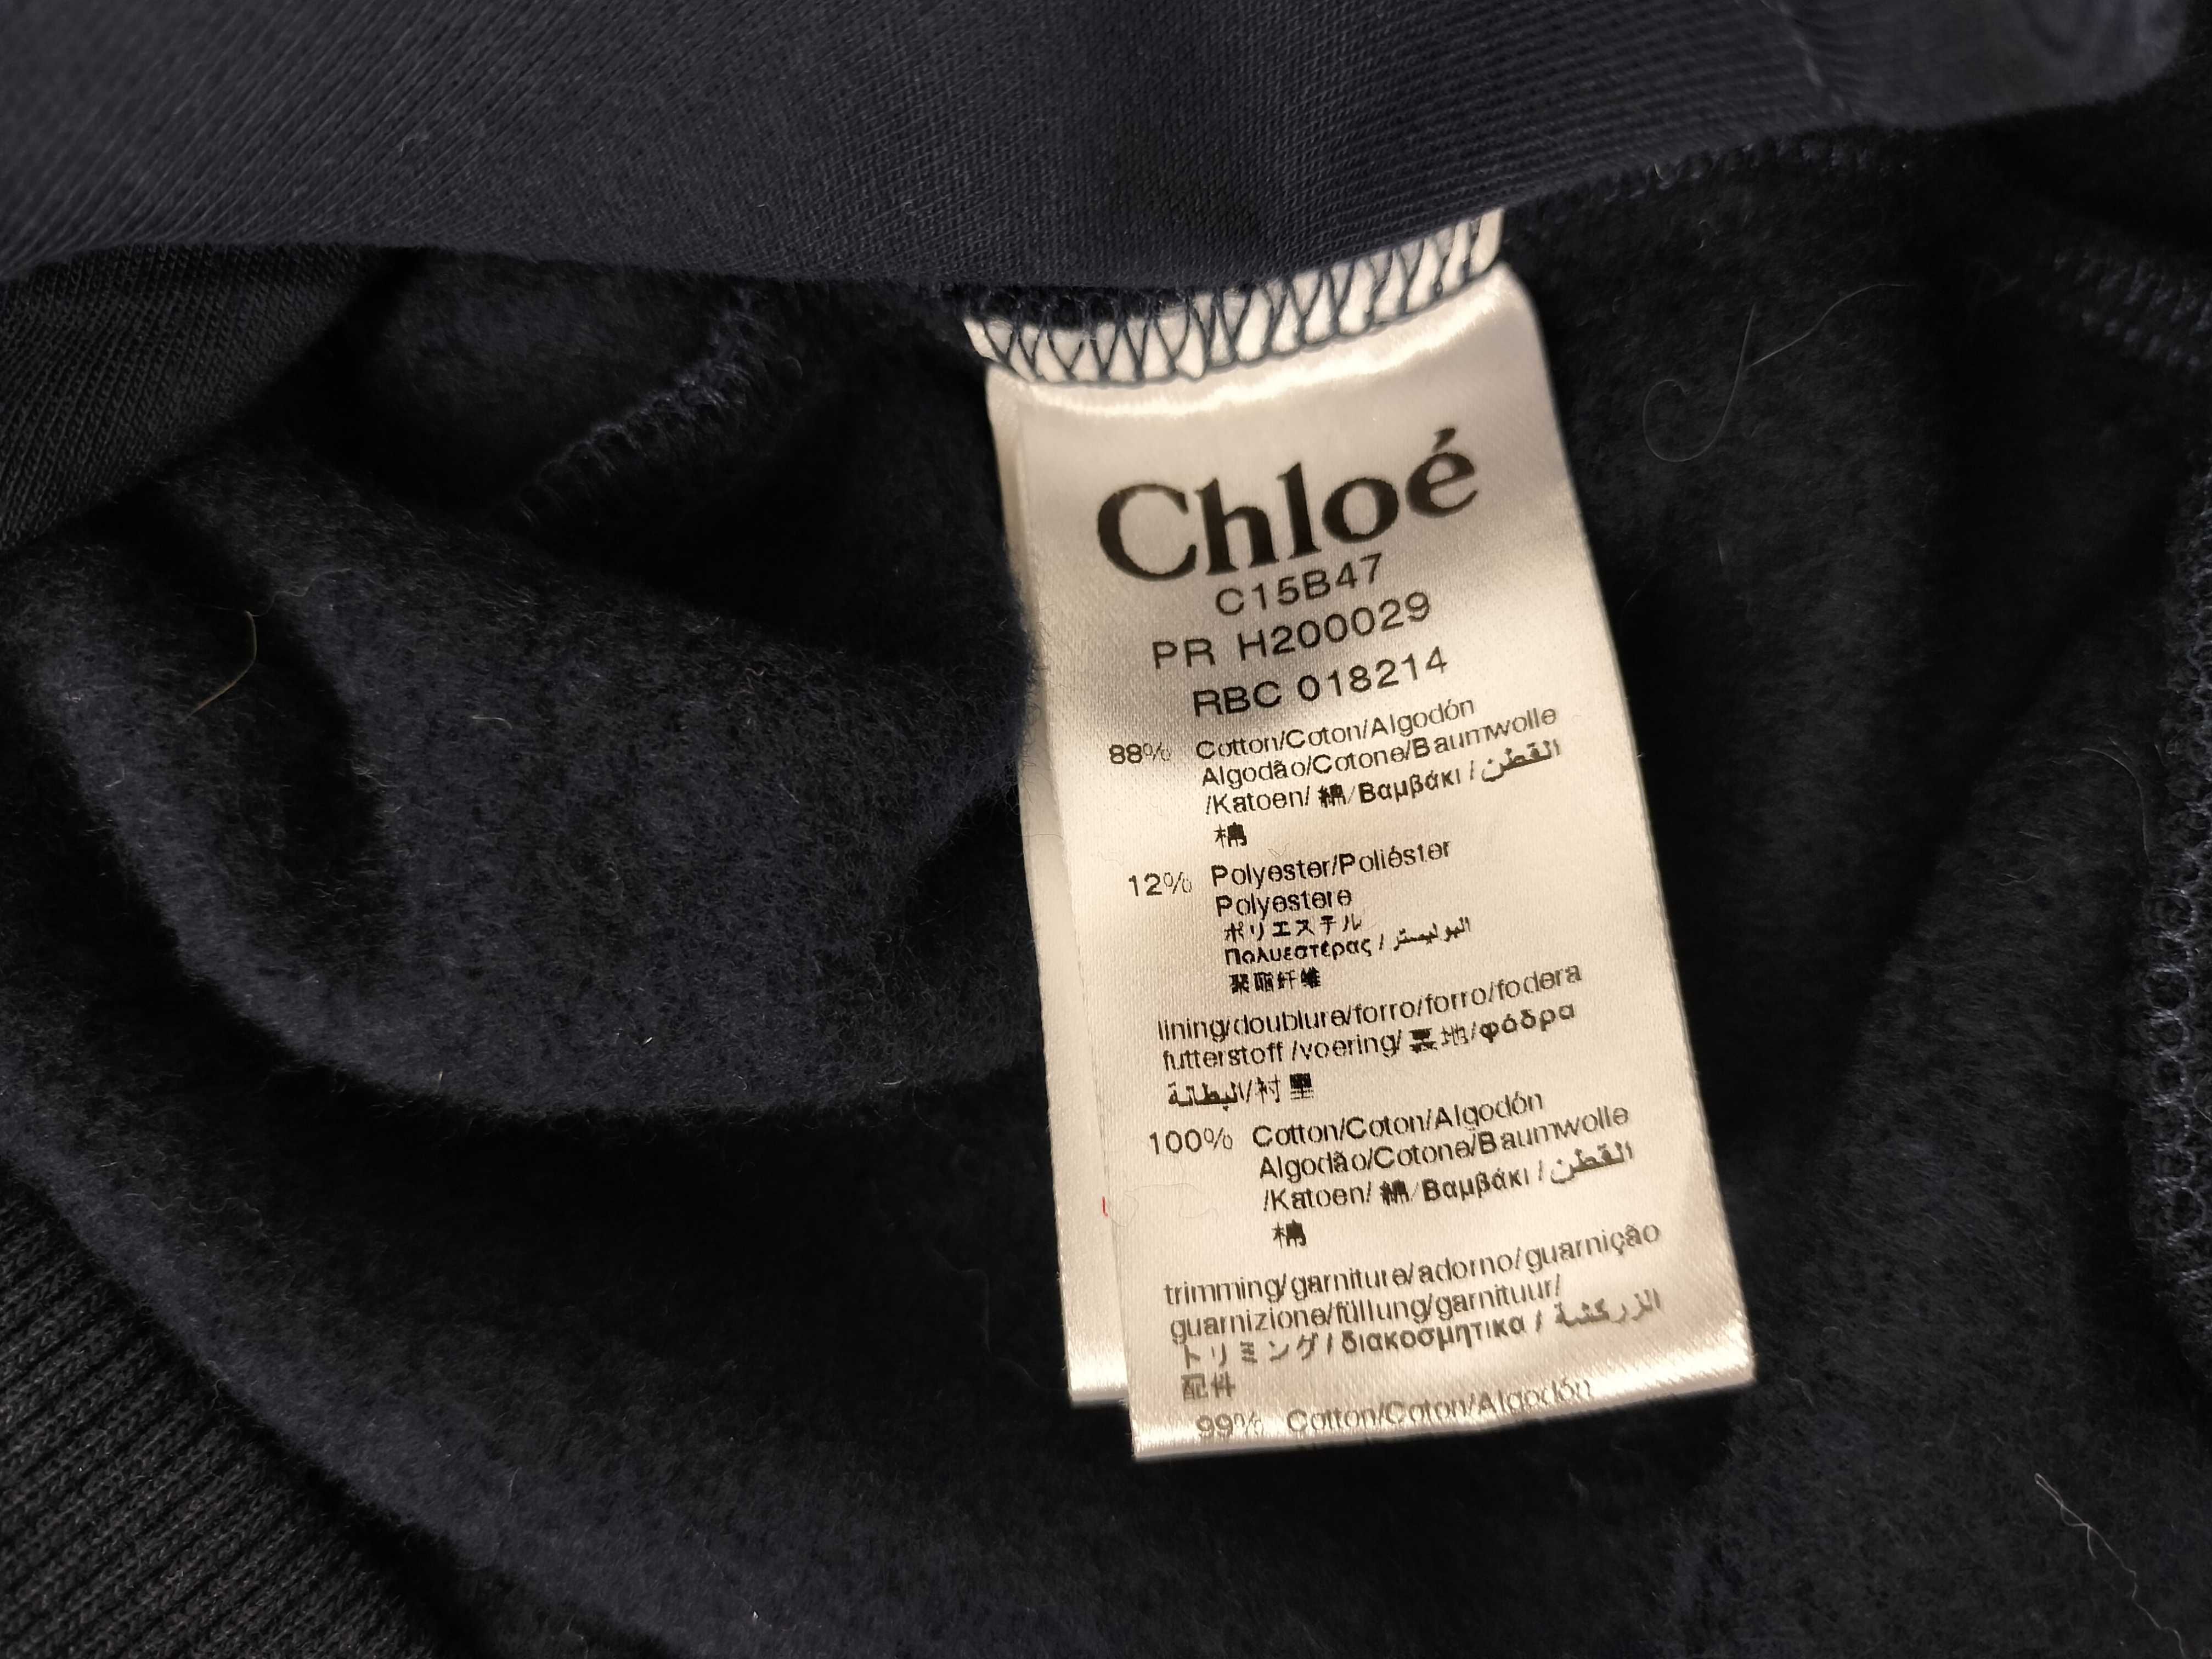 Chloé
C15B47
PR H200029
RBC 018214
88% Cotton/Coton/Algodón
Algodão/Cotone/Baumwolle
/Katoen/ 綿/Βαμβάκι / القطن
棉
12% Polyester/Poliéster
Polyestere
ポリエステル
Πολυεστέρας / البوليستر
聚酯纤维
lining/doublure/forro/forro/fodera
futterstoff /voering/ 裏地/φόδρα
البطانة/衬里
100% Cotton/Coton/Algodón
Algodão/Cotone/Baumwolle
/Katoen/ 綿/Βαμβάκι / القطن
棉
trimming/garniture/adorno/guarnição
guarnizione/füllung/garnituur/
トリミング/διακοσμητικα / الزركشة
配件
99% Cotton/Coton/Algodón